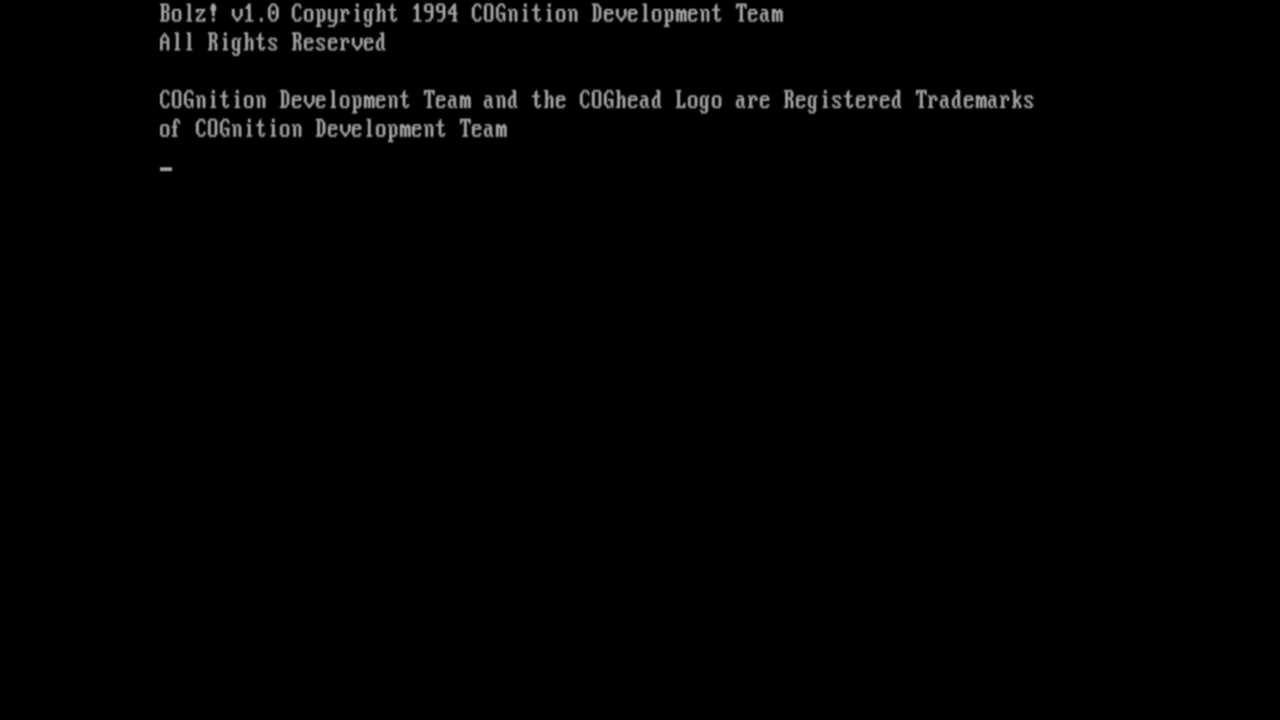 Bolz! v1.0 Copyright 1994 COGnition Development Team
All Rights Reserved
COGnition Development Team and the COGhead Logo are Registered Trademarks
of COGnition Development Team